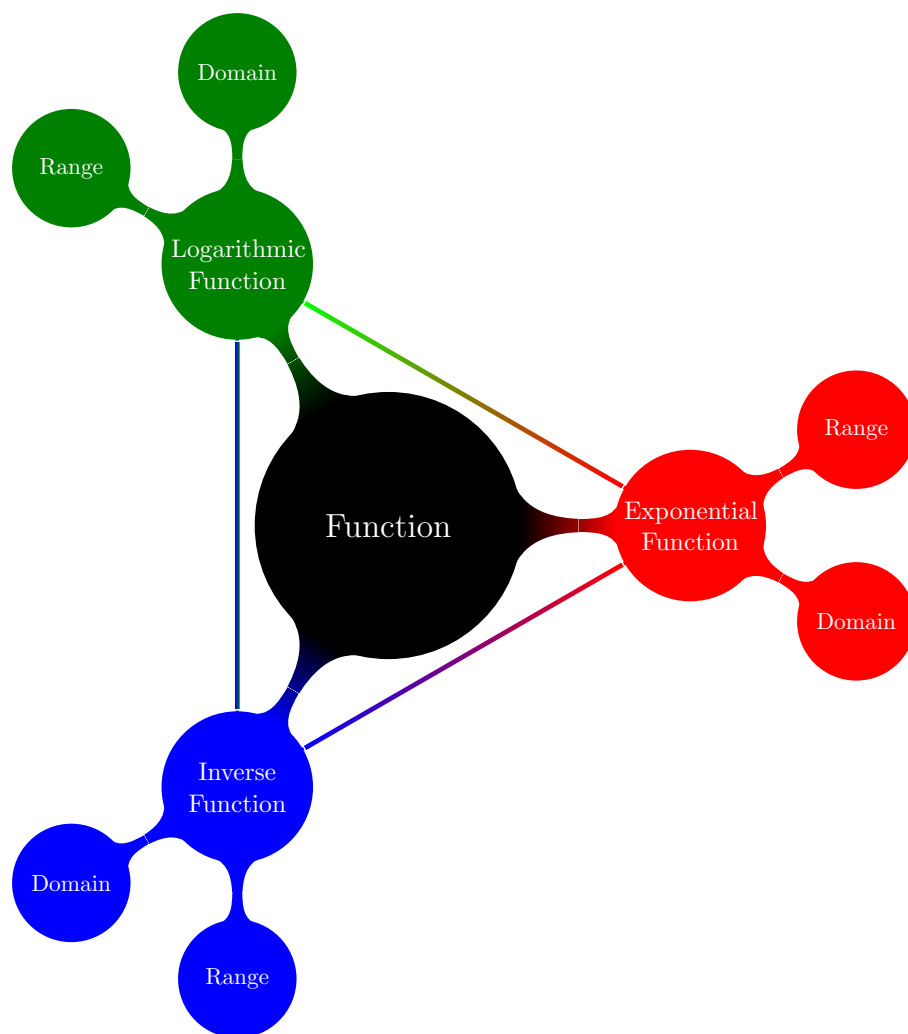 Domain
Range
Logarithmic
Function
Range
Exponential
Function
Function
Domain
Inverse
Function
Domain
Range